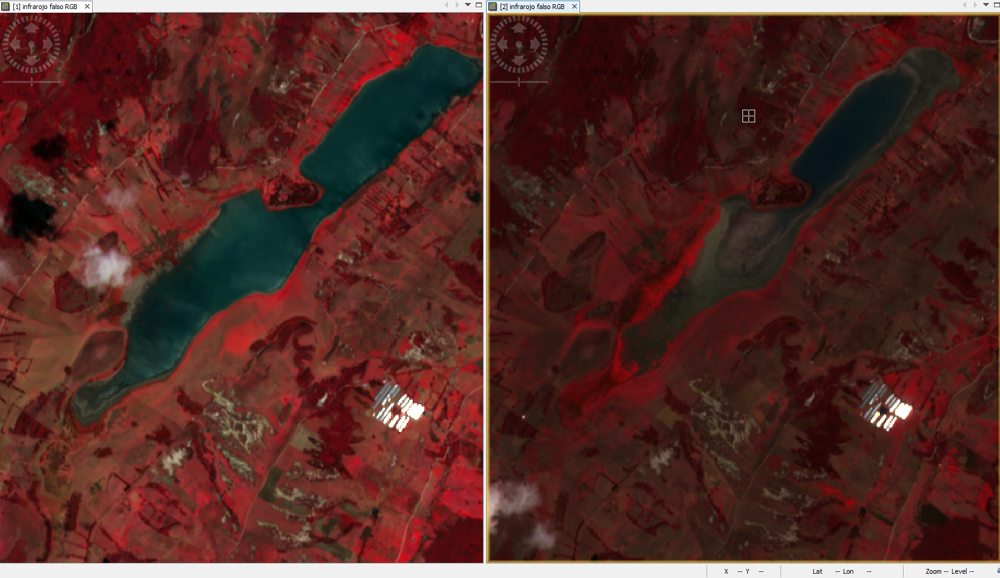 [1] infrarojo falso RGB
[2] infrarojo falso RGB
X -- Y -- Lat -- Lon -- Zoom -- Level --